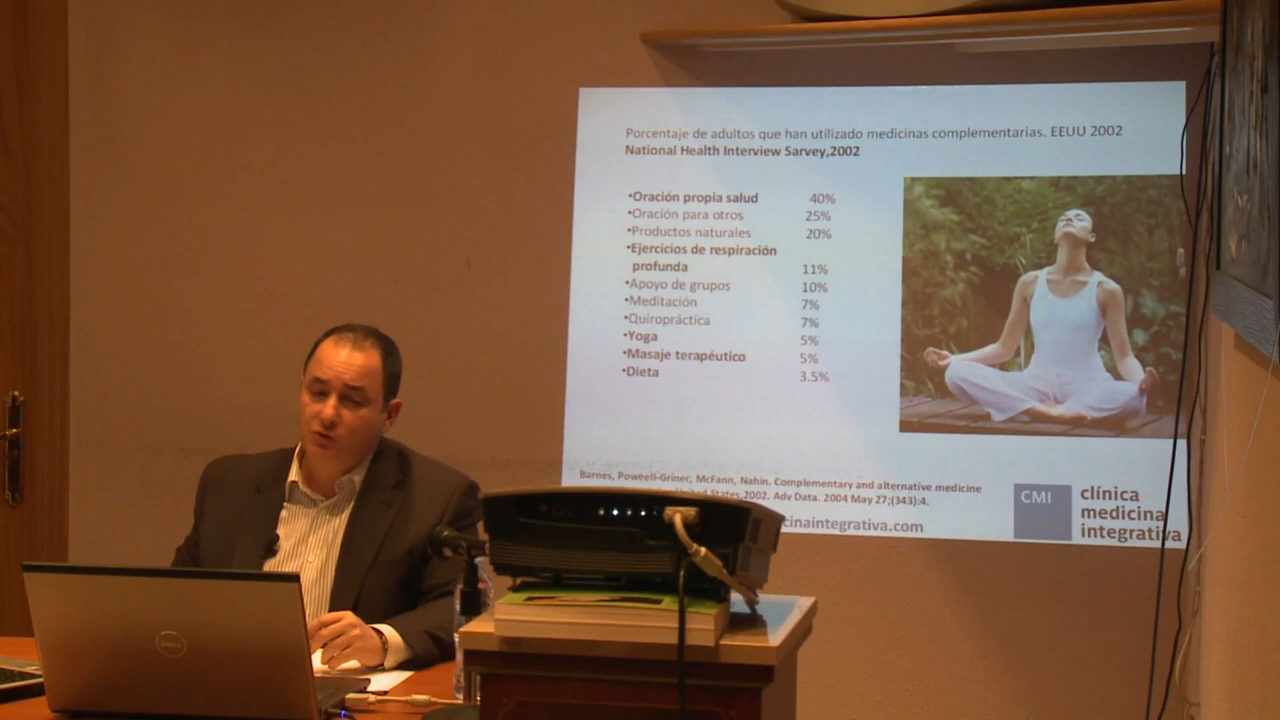 Porcentaje de adultos que han utilizado medicinas complementarias. EEUU 2002
National Health Interview Sarvey,2002
•Oración propia salud 40%
•Oración para otros 25%
•Productos naturales 20%
•Ejercicios de respiración
profunda 11%
•Apoyo de grupos 10%
•Meditación 7%
•Quiropráctica 7%
•Yoga 5%
•Masaje terapéutico 5%
•Dieta 3.5%
Barnes, Poweell-Griner, McFann, Nahin. Complementary and alternative medicine
United States,2002. Adv Data. 2004 May 27;(343):4.
cinaintegrativa.com
CMI
clínica
medicina
integrativa
DELL